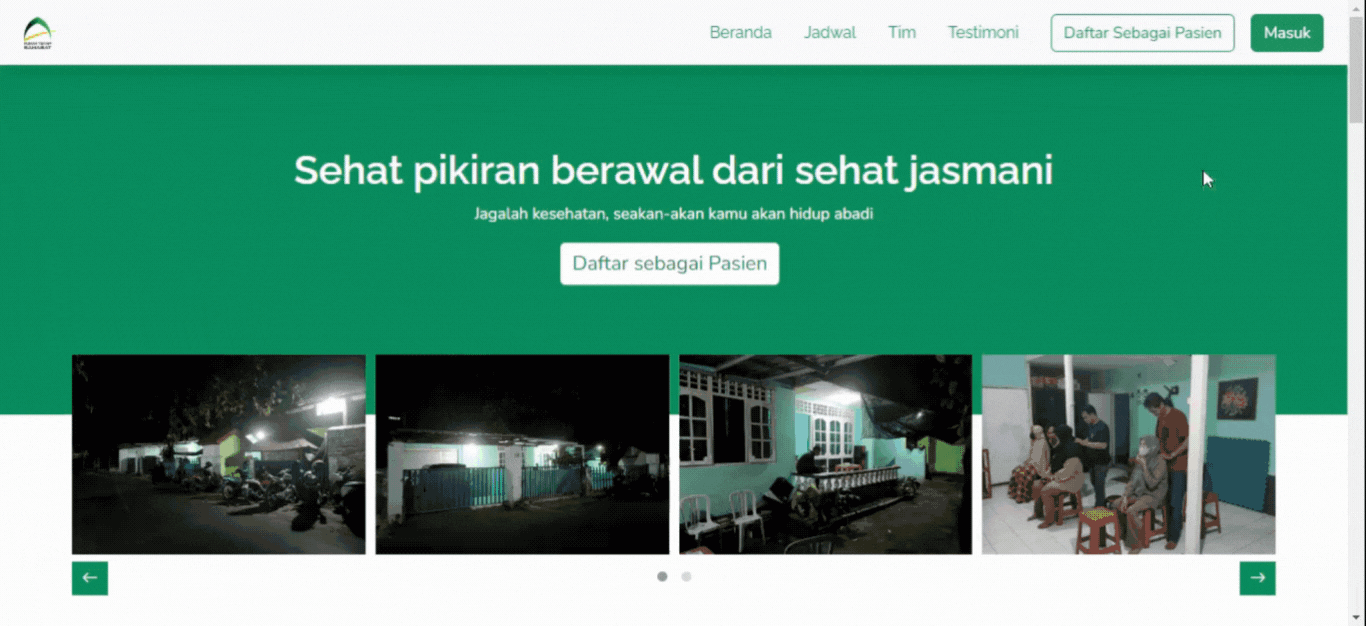 Beranda
Jadwal
Tim
Testimoni
Daftar Sebagai Pasien
Masuk
Sehat pikiran berawal dari sehat jasmani
Jagalah kesehatan, seakan-akan kamu akan hidup abadi
Daftar sebagai Pasien